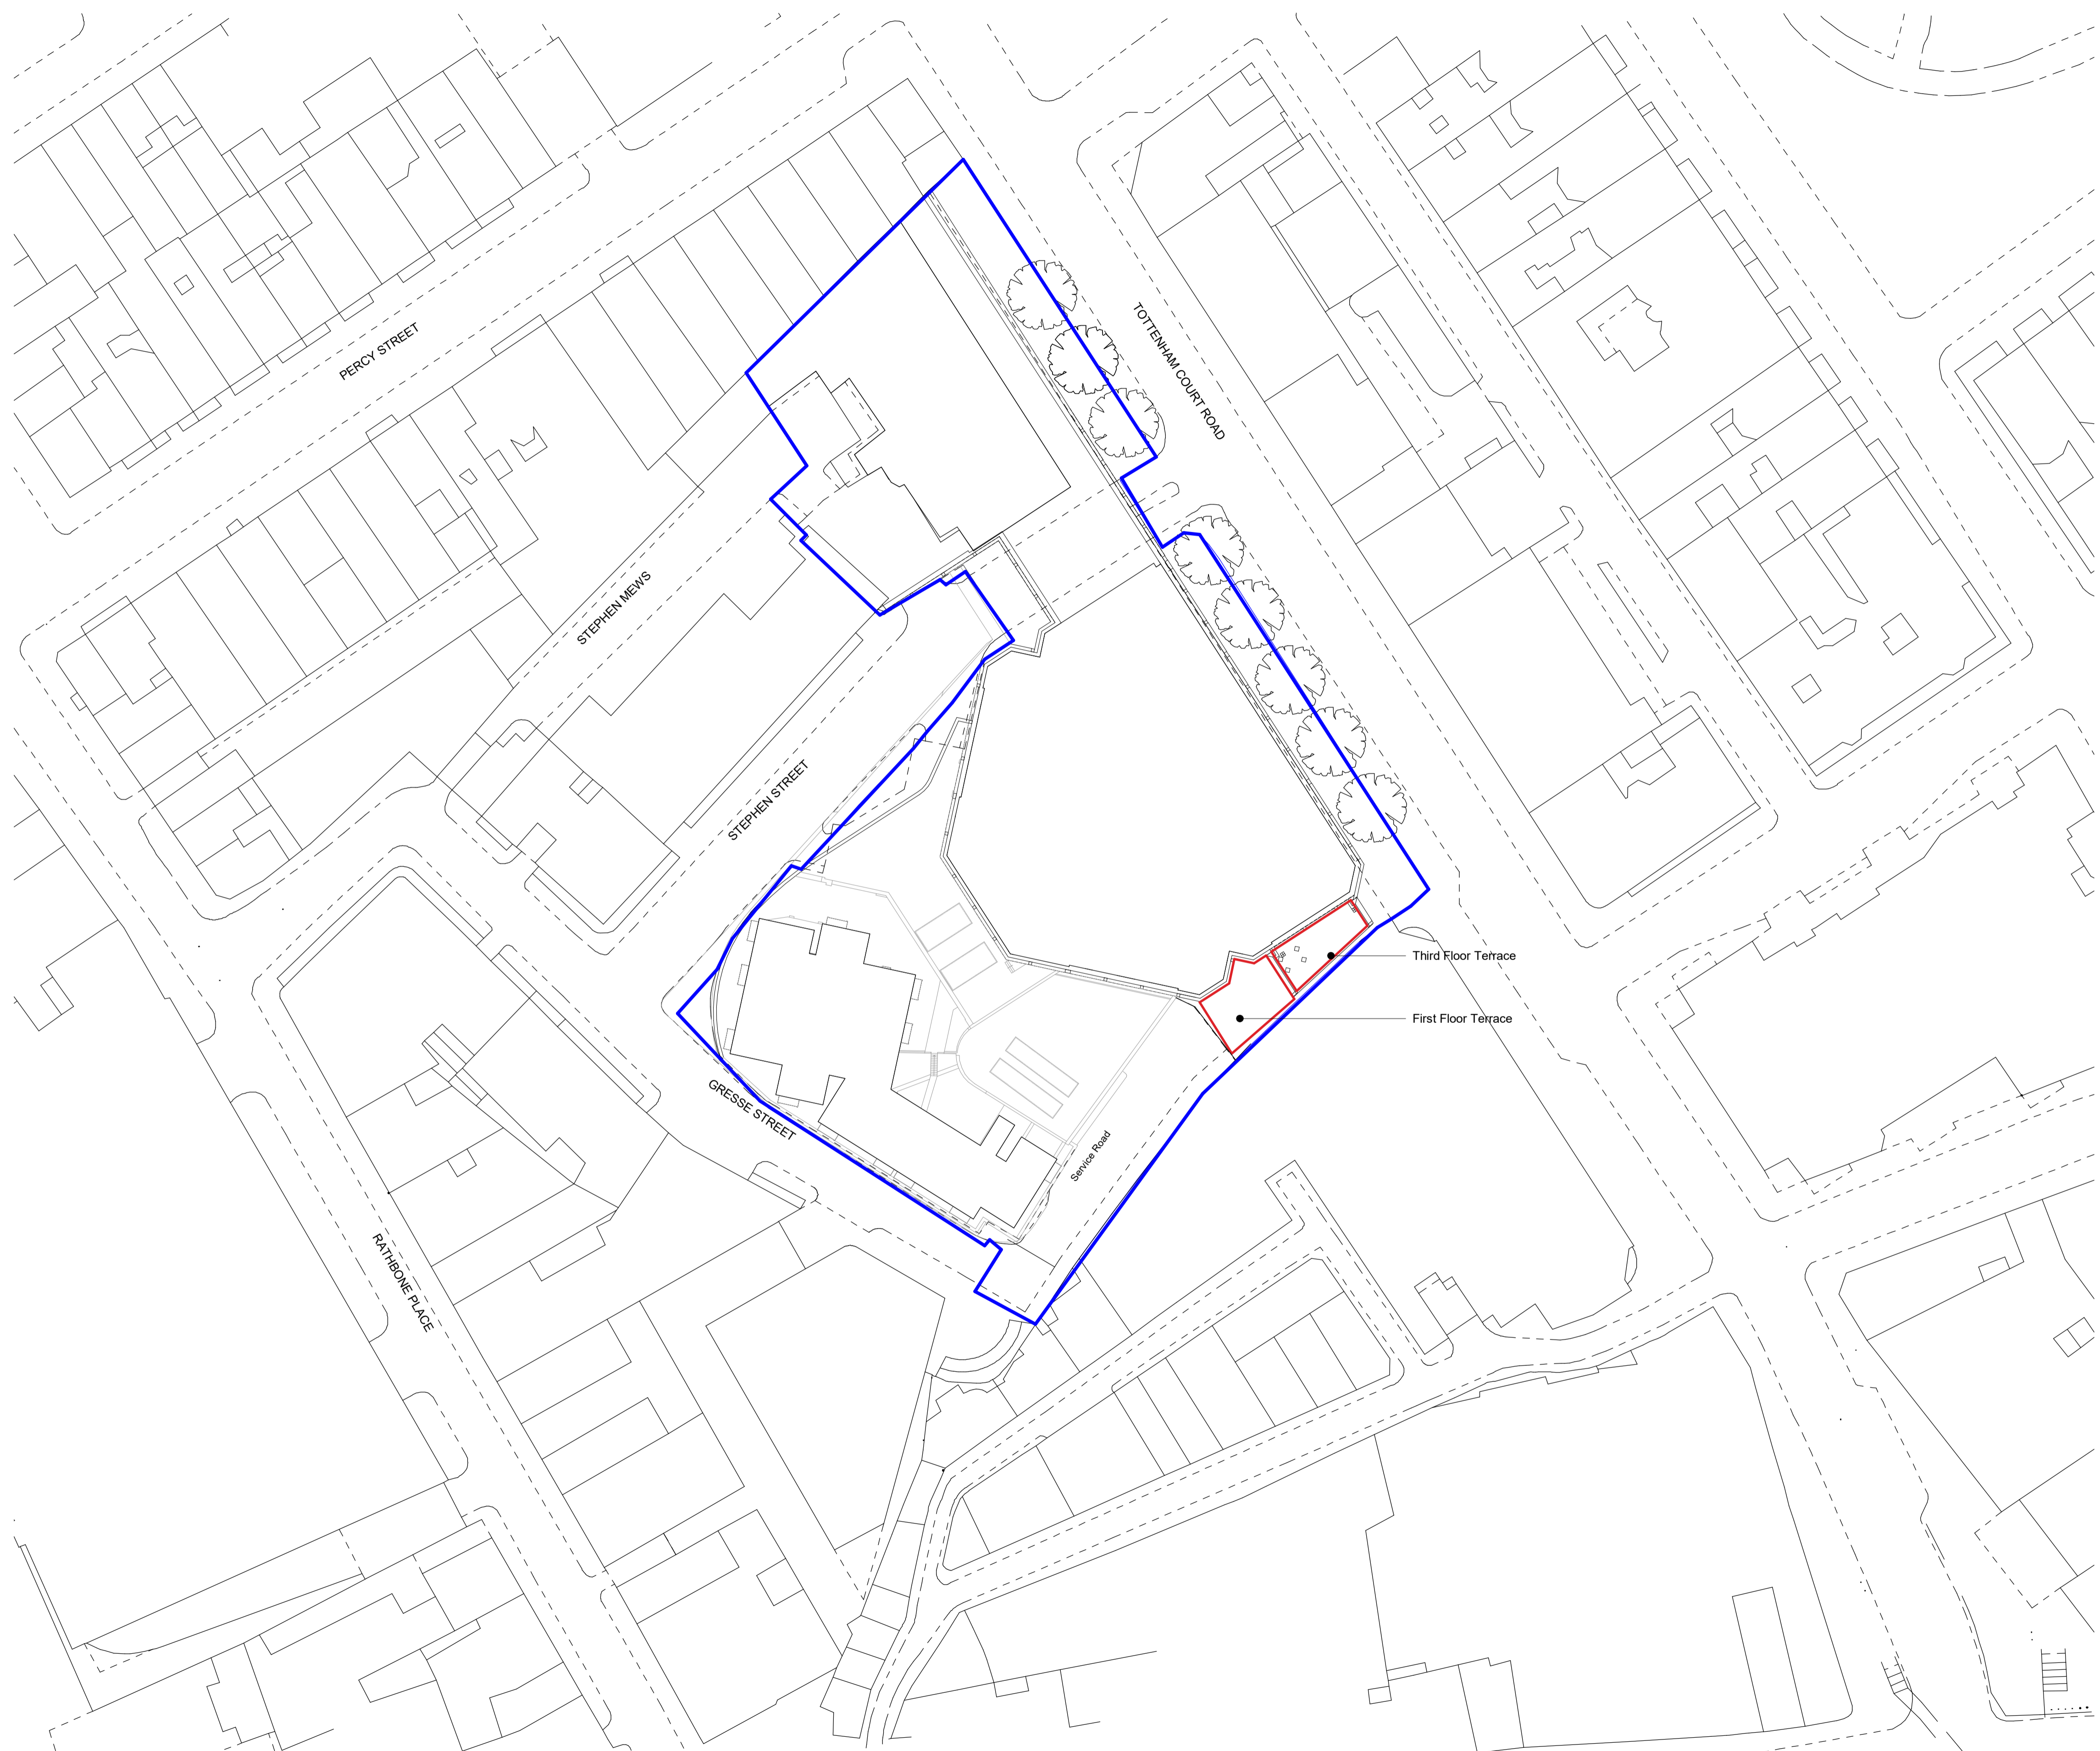 PERCY STREET
TOTTENHAM COURT ROAD
STEPHEN MEWS
STEPHEN STREET
Third Floor Terrace
First Floor Terrace
GRESSE STREET
Service Road
RATHBONE PLACE